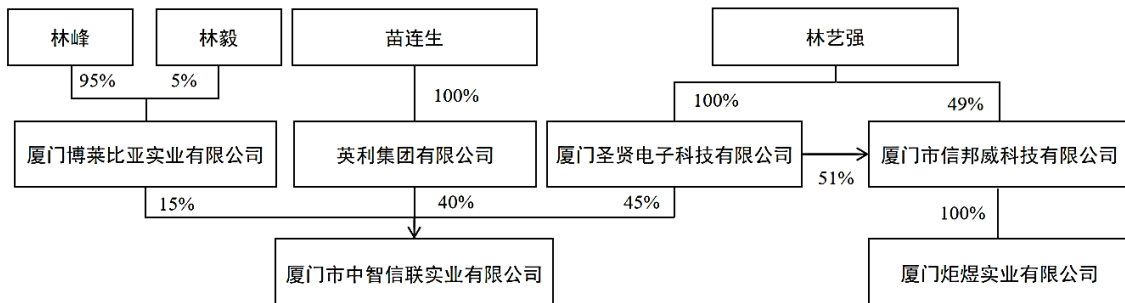 林峰
林毅
苗连生
林艺强
95%
5%
100%
100%
49%
厦门博莱比亚实业有限公司
英利集团有限公司
厦门圣贤电子科技有限公司
厦门市信邦威科技有限公司
51%
15%
40%
45%
100%
厦门市中智信联实业有限公司
厦门炬煜实业有限公司